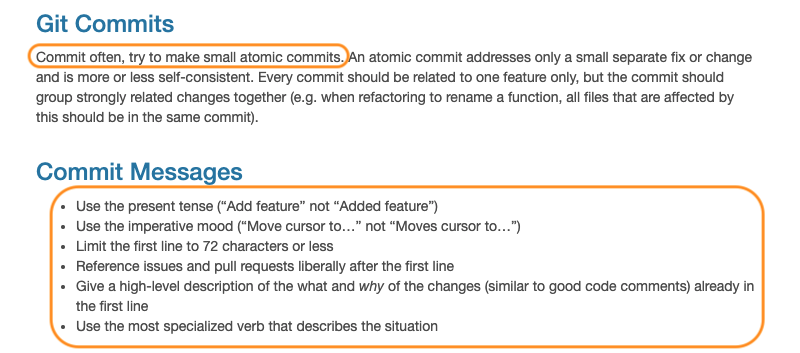 Git Commits
Commit often, try to make small atomic commits. An atomic commit addresses only a small separate fix or change
and is more or less self-consistent. Every commit should be related to one feature only, but the commit should
group strongly related changes together (e.g. when refactoring to rename a function, all files that are affected by
this should be in the same commit).
Commit Messages
• Use the present tense (“Add feature” not “Added feature”)
• Use the imperative mood (“Move cursor to…” not “Moves cursor to…”)
• Limit the first line to 72 characters or less
• Reference issues and pull requests liberally after the first line
• Give a high-level description of the what and why of the changes (similar to good code comments) already in
the first line
• Use the most specialized verb that describes the situation